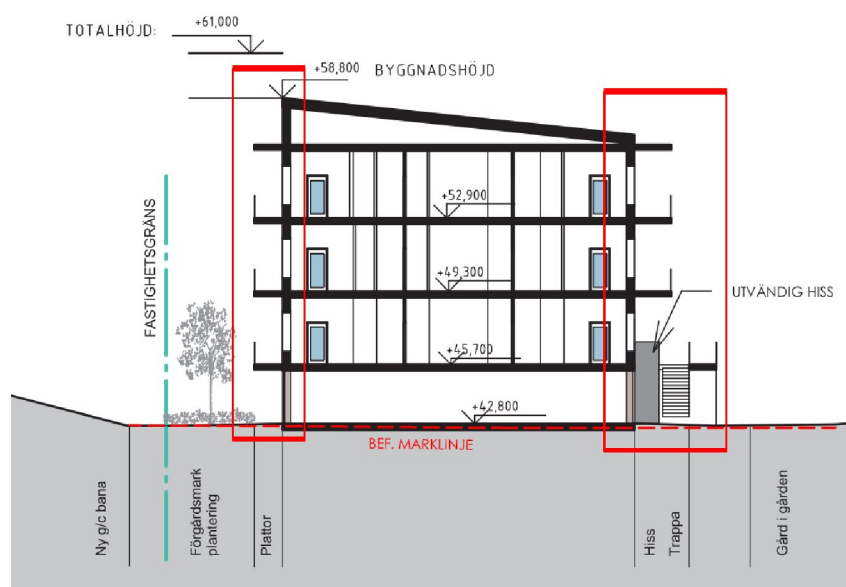 +61,000
TOTALHÖJD:
+58,800
BYGGNADSHÖJD
+52,900
FASTIGHETSGRÄNS
+49,300
UTVÄNDIG HISS
+45,700
+42,800
BEF. MARKLINJE
Ny g/c bana
Förgårdsmark
plantering
Plattor
Hiss
Trappa
Gård i gården